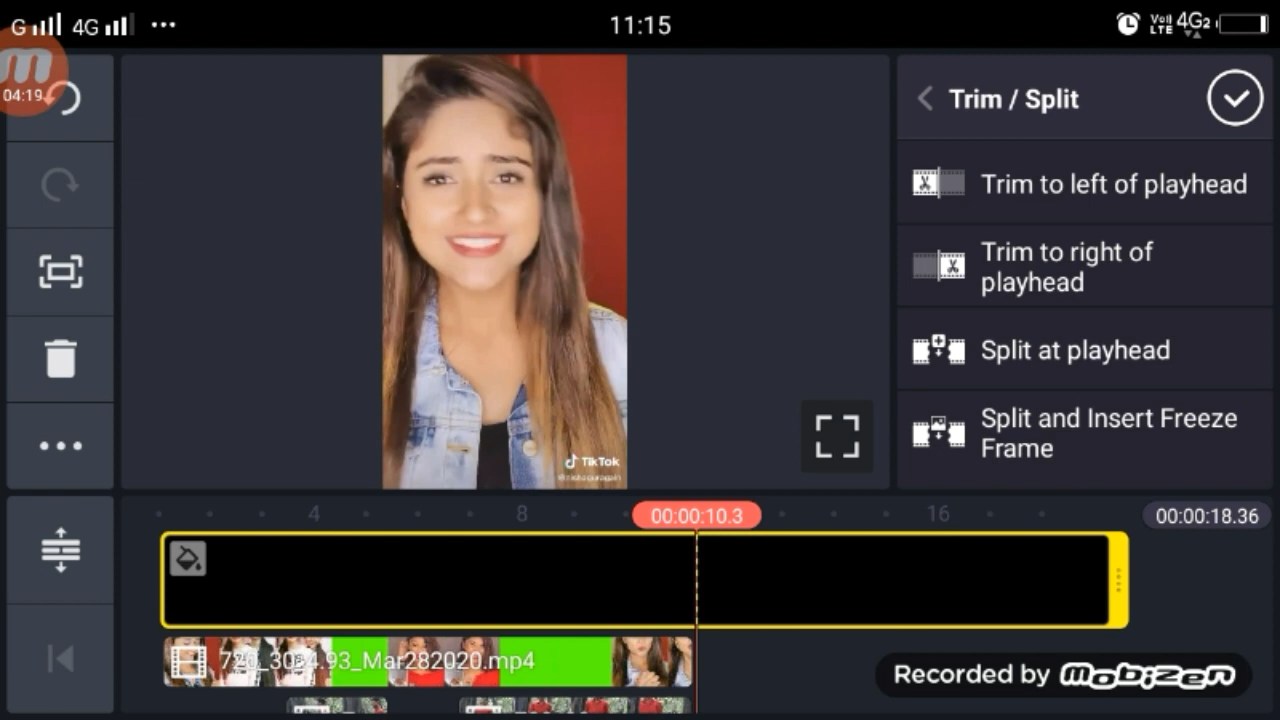 G 4G ...
11:15
Voll LTE 4G2
m
04:19
Trim / Split
Trim to left of playhead
Trim to right of
playhead
Split at playhead
Split and Insert Freeze
Frame
TikTok
4
8
00:00:10.3
16
00:00:18.36
Recorded by mobizen